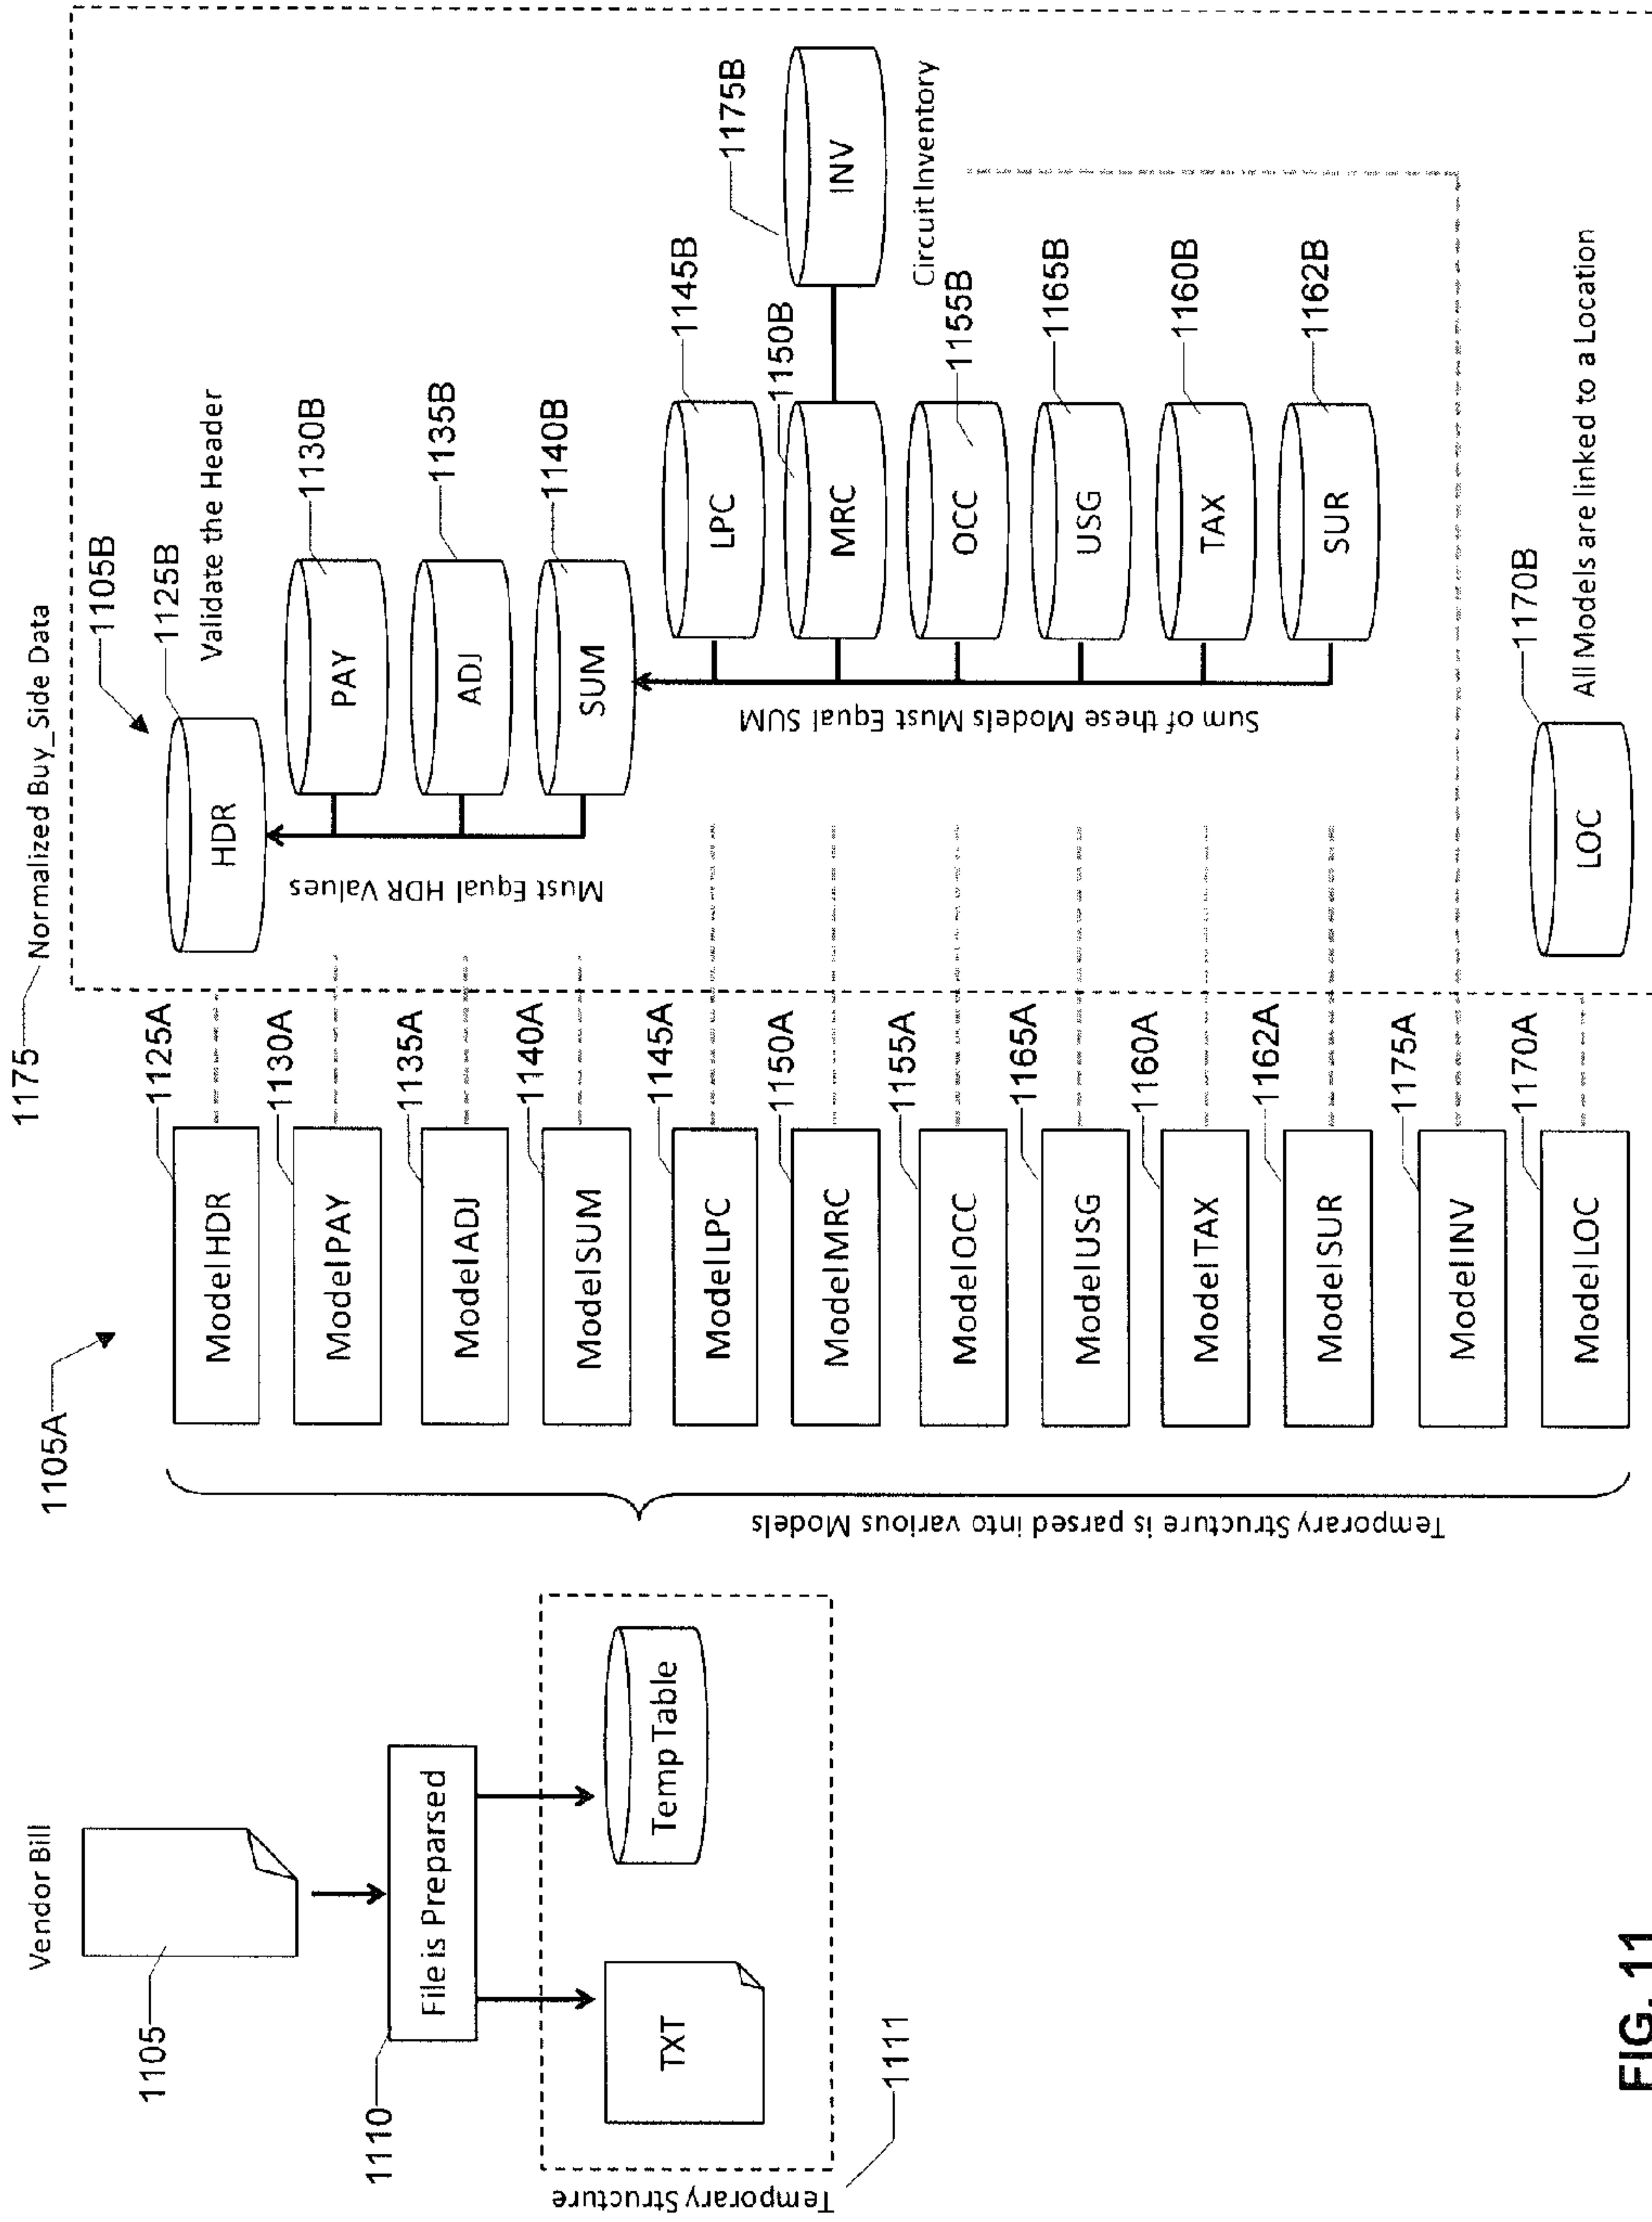 Vendor Bill
1105
1110
File is Preparsed
TXT
Temp Table
Temporary Structure
1111
1105A
Temporary Structure is parsed into various Models
Model HDR
1125A
Model PAY
1130A
Model ADJ
1135A
Model SUM
1140A
Model LPC
1145A
Model MRC
1150A
Model OCC
1155A
Model USG
1165A
Model TAX
1160A
Model SUR
1162A
Model INV
1175A
Model LOC
1170A
1175
Normalized Buy_Side Data
1105B
HDR
1125B
Validate the Header
Must Equal HDR Values
PAY
1130B
ADJ
1135B
SUM
1140B
Sum of these Models Must Equal SUM
LPC
1145B
MRC
1150B
INV
1175B
Circuit Inventory
OCC
1155B
USG
1165B
TAX
1160B
SUR
1162B
LOC
1170B
All Models are linked to a Location
FIG. 11